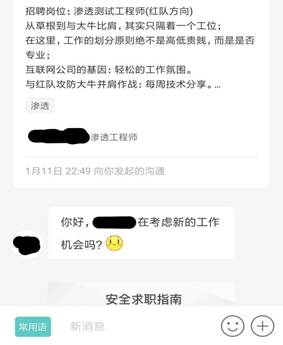 招聘岗位: 渗透测试工程师(红队方向)
从草根到与大牛比肩，其实只隔着一个工位；
在这里, 工作的划分原则绝不是高低贵贱, 而是是否
专业；
互联网公司的基因: 轻松的工作氛围。
与红队攻防大牛并肩作战: 每周技术分享。...
渗透
渗透工程师
1月11日 22:49 向你发起的沟通
你好，在考虑新的工作
机会吗?
安全求职指南
常用语 新消息